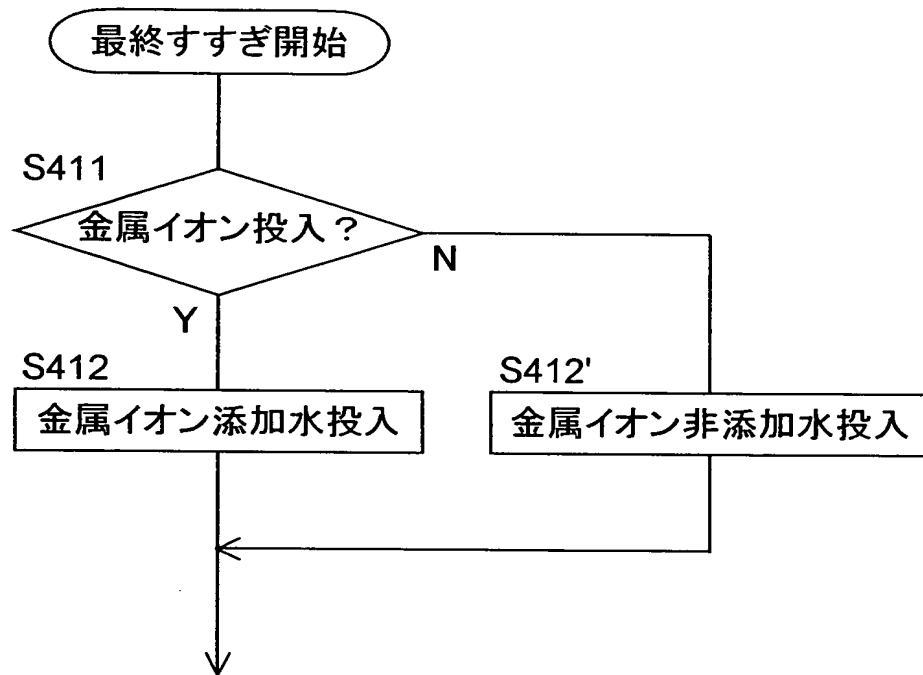 最終すすぎ開始
S411
金属イオン投入？
N
Y
S412
金属イオン添加水投入
S412'
金属イオン非添加水投入